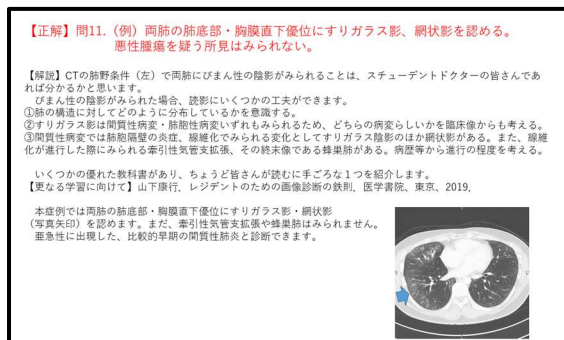 【正解】問11.（例）両肺の肺底部・胸膜直下優位にすりガラス影、網状影を認める。
悪性腫瘍を疑う所見はみられない。
【解説】CTの肺野条件（左）で両肺にびまん性の陰影がみられることは、スチューデントドクターの皆さんであ
れば分かるかと思います。
びまん性の陰影がみられた場合、読影にいくつかの工夫ができます。
①肺の構造に対してどのように分布しているかを意識する。
②すりガラス影は間質性病変・肺胞性病変いずれもみられるため、どちらの病変らしいかを臨床像からも考える。
③間質性病変では肺胞隔壁の炎症、線維化でみられる変化としてすりガラス陰影のほか網状影がある。また、線維
化が進行した際にみられる牽引性気管支拡張、その終末像である蜂巣肺がある。病歴等から進行の程度を考える。
いくつかの優れた教科書があり、ちょうど皆さんが読むに手ごろな１つを紹介します。
【更なる学習に向けて】山下康行. レジデントのための画像診断の鉄則. 医学書院、東京、2019.
本症例では両肺の肺底部・胸膜直下優位にすりガラス影・網状影
（写真矢印）を認めます。まだ、牽引性気管支拡張や蜂巣肺はみられません。
亜急性に出現した、比較的早期の間質性肺炎と診断できます。